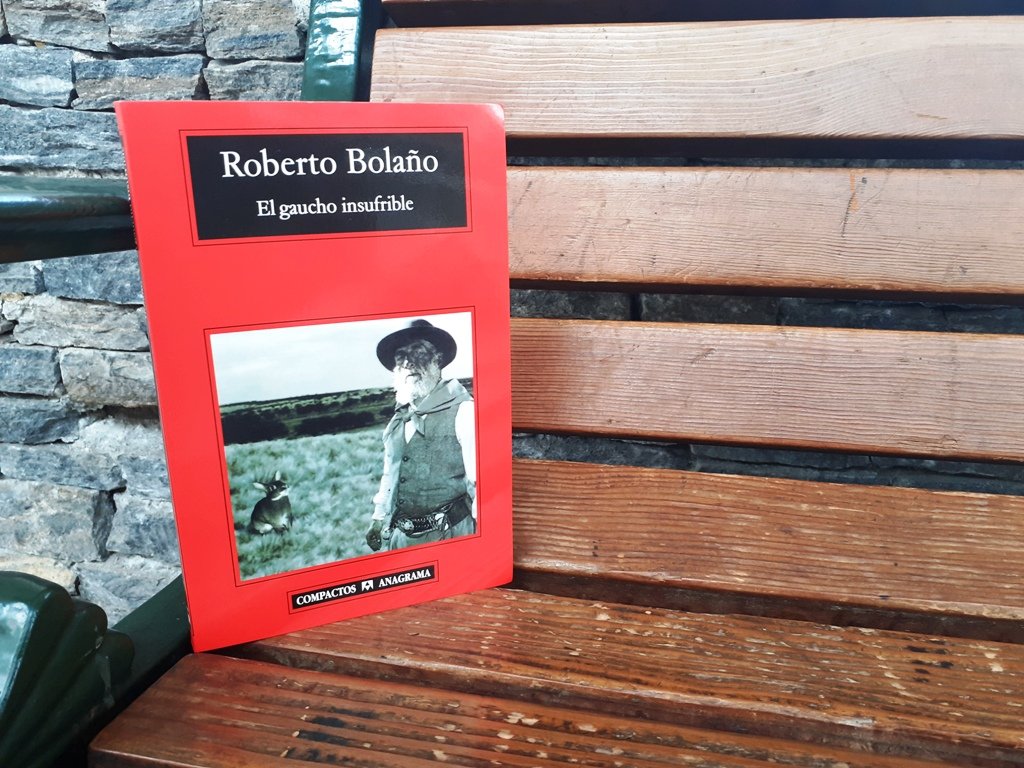 Roberto Bolaño
El gaucho insufrible
COMPACTOS ANAGRAMA